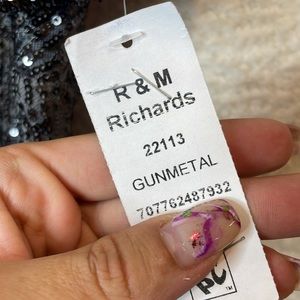 R & M
Richards
22113
GUNMETAL
707762487932